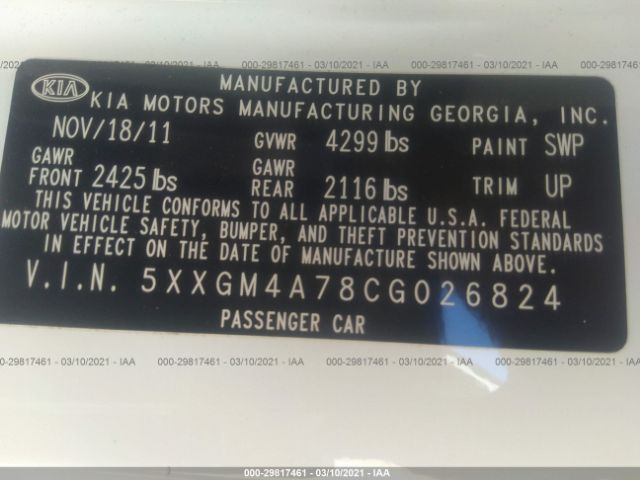 000-29817461 - 03/10/2021 - IAA
KIA
MANUFACTURED BY
KIA MOTORS MANUFACTURING GEORGIA, INC.
NOV/18/11 GVWR 4299 lbs PAINT SWP
GAWR FRONT 2425 lbs GAWR REAR 2116 lbs TRIM UP
THIS VEHICLE CONFORMS TO ALL APPLICABLE U.S.A. FEDERAL
MOTOR VEHICLE SAFETY, BUMPER, AND THEFT PREVENTION STANDARDS
IN EFFECT ON THE DATE OF MANUFACTURE SHOWN ABOVE.
V.I.N. 5XXGM4A78CG026824
PASSENGER CAR
000-29817461 - 03/10/2021 - IAA
000-29817461 - 03/10/2021 - IAA